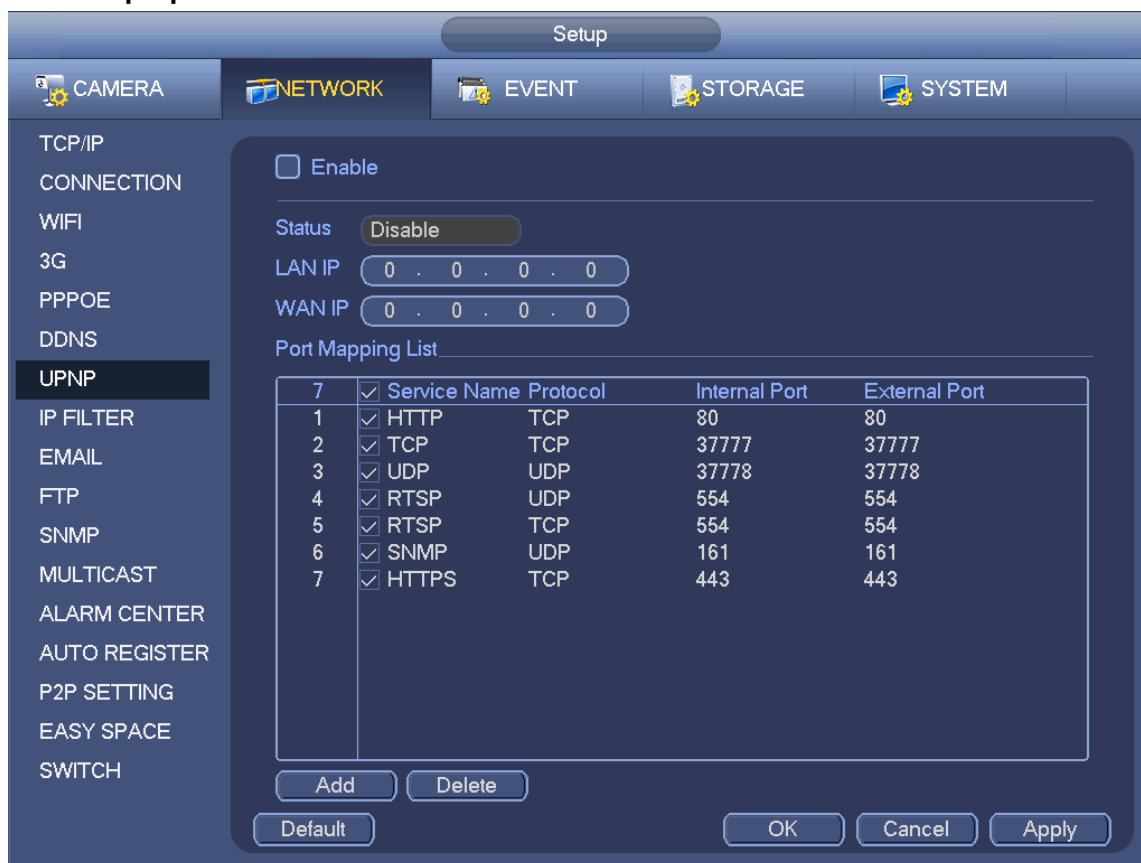 Setup
CAMERA NETWORK EVENT STORAGE SYSTEM
TCP/IP
CONNECTION
WIFI
3G
PPPOE
DDNS
UPNP
IP FILTER
EMAIL
FTP
SNMP
MULTICAST
ALARM CENTER
AUTO REGISTER
P2P SETTING
EASY SPACE
SWITCH
Enable
Status Disable
LAN IP 0 . 0 . 0 . 0
WAN IP 0 . 0 . 0 . 0
Port Mapping List
7 Service Name Protocol Internal Port External Port
1 HTTP TCP 80 80
2 TCP TCP 37777 37777
3 UDP UDP 37778 37778
4 RTSP UDP 554 554
5 RTSP TCP 554 554
6 SNMP UDP 161 161
7 HTTPS TCP 443 443
Add Delete
Default OK Cancel Apply